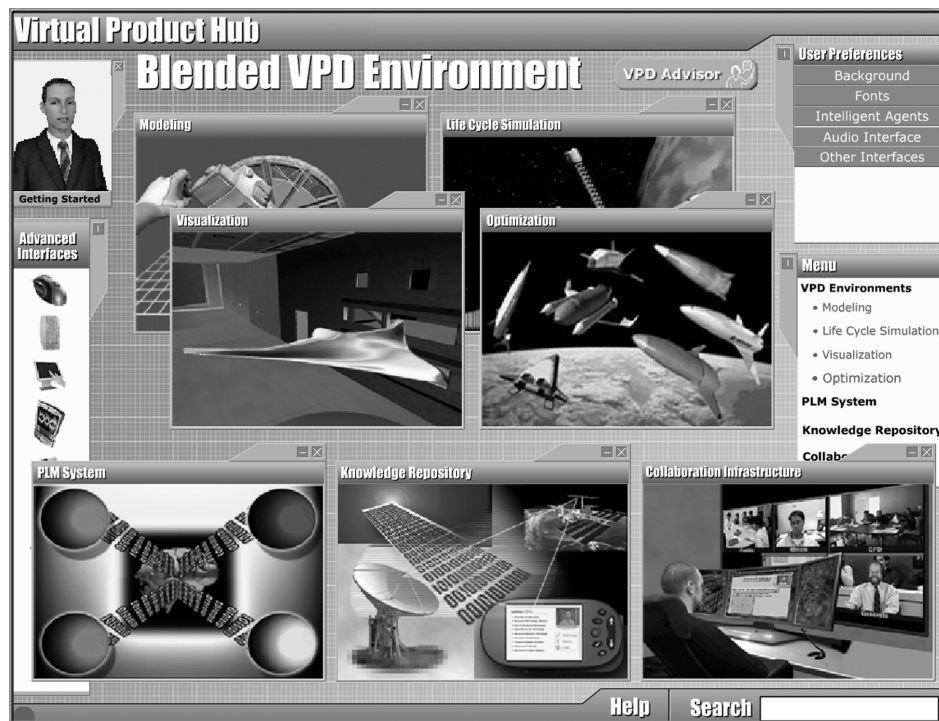 Virtual Product Hub
Blended VPD Environment
VPD Advisor
User Preferences
Background
Fonts
Intelligent Agents
Audio Interface
Other Interfaces
Getting Started
Modeling
Life Cycle Simulation
Advanced
Interfaces
Visualization
Optimization
Menu
VPD Environments
• Modeling
• Life Cycle Simulation
• Visualization
• Optimization
PLM System
Knowledge Repository
Collabo
PLM System
Knowledge Repository
Collaboration Infrastructure
Help
Search